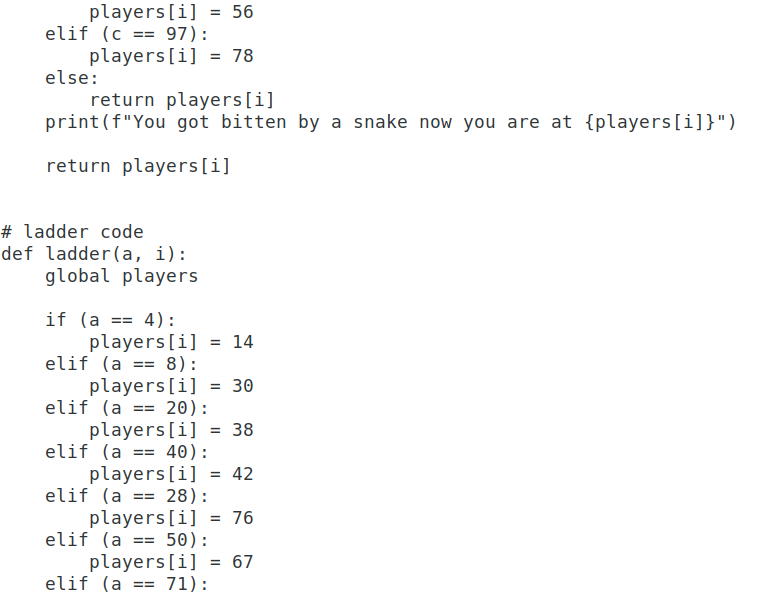 players[i] = 56
    elif (c == 97):
        players[i] = 78
    else:
        return players[i]
    print(f"You got bitten by a snake now you are at {players[i]}")

    return players[i]


# ladder code
def ladder(a, i):
    global players

    if (a == 4):
        players[i] = 14
    elif (a == 8):
        players[i] = 30
    elif (a == 20):
        players[i] = 38
    elif (a == 40):
        players[i] = 42
    elif (a == 28):
        players[i] = 76
    elif (a == 50):
        players[i] = 67
    elif (a == 71):